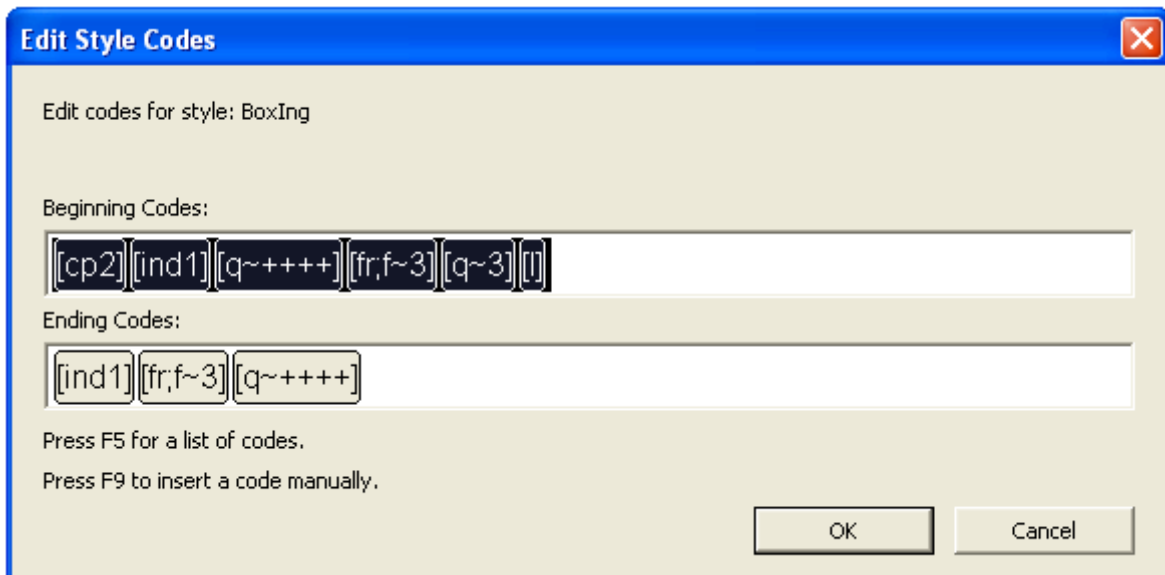 Edit Style Codes
Edit codes for style: BoxIng
Beginning Codes:
[cp2][ind1][q~++++][fr;f~3][q~3][l]
Ending Codes:
[ind1][fr;f~3][q~++++]
Press F5 for a list of codes.
Press F9 to insert a code manually.
OK Cancel